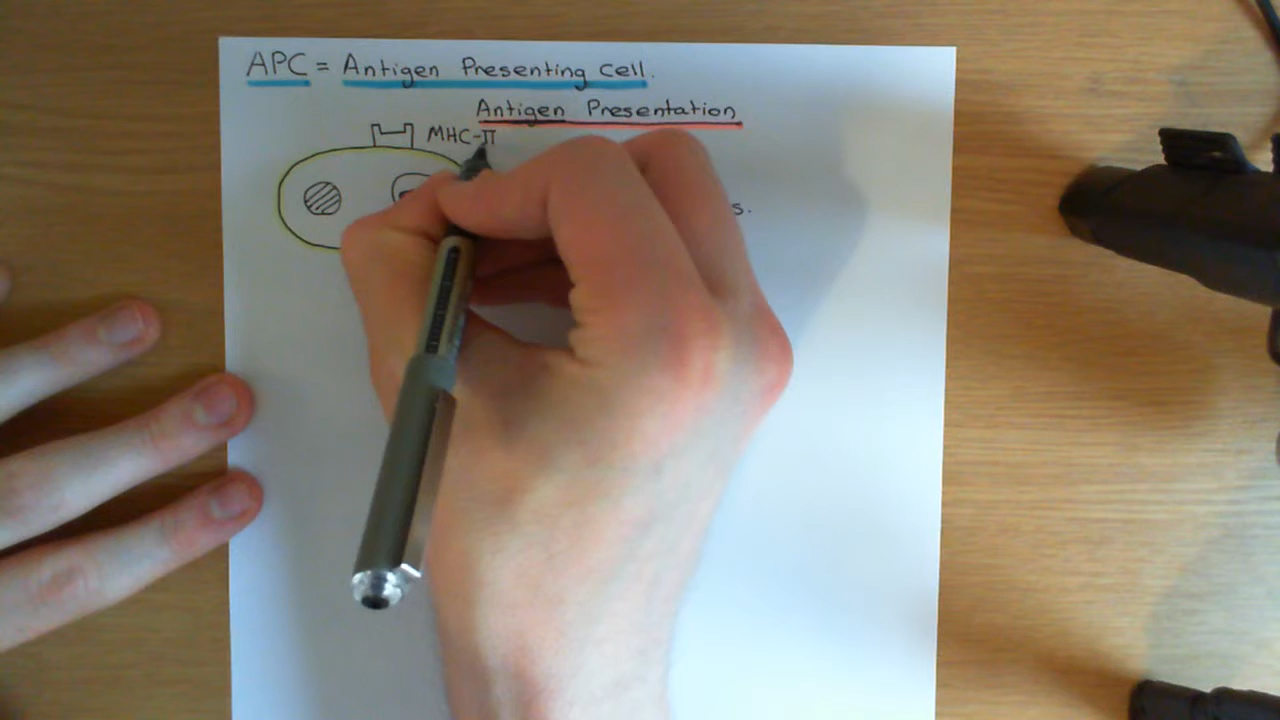 APC = Antigen Presenting Cell.
Antigen Presentation
MHC-II